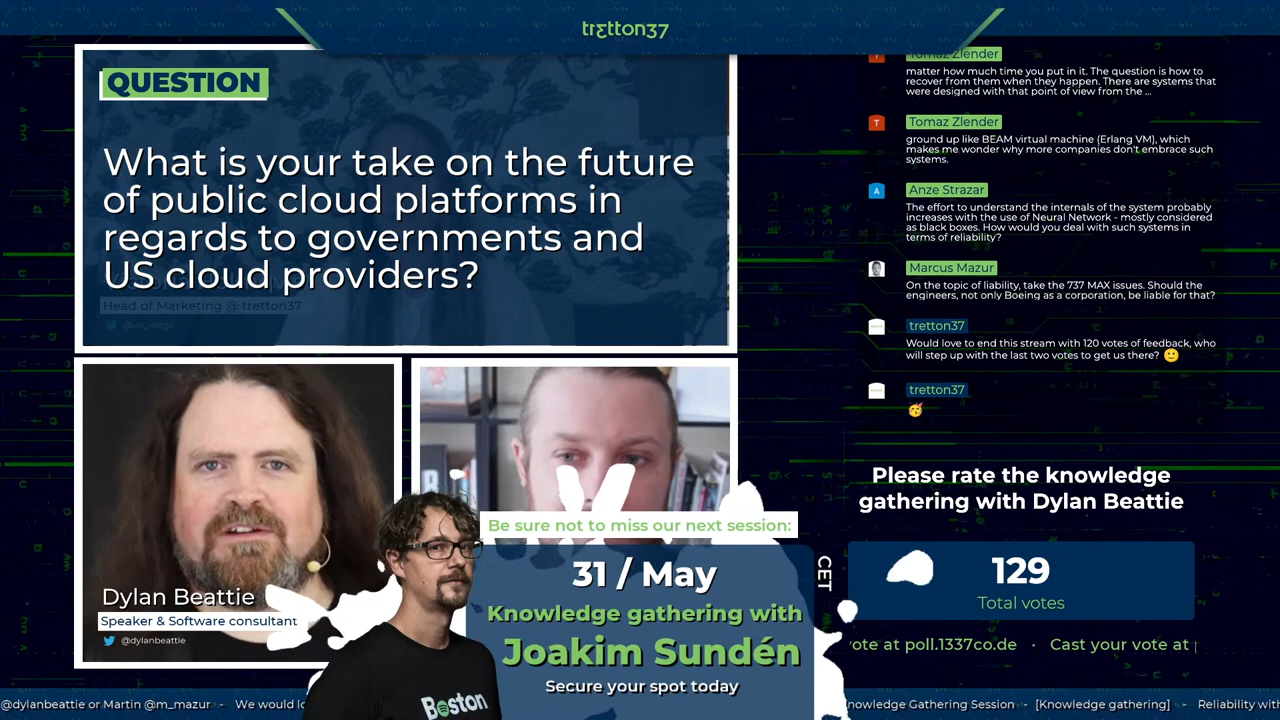 tretton37
QUESTION
What is your take on the future
of public cloud platforms in
regards to governments and
US cloud providers?
Head of Marketing @ tretton37
Dylan Beattie
Speaker & Software consultant
@dylanbeattie
Be sure not to miss our next session:
31 / May
CET
Knowledge gathering with
Joakim Sundén
Secure your spot today
Boston
Tomaz Zlender
matter how much time you put in it. The question is how to
recover from them when they happen. There are systems that
were designed with that point of view from the ...
T
Tomaz Zlender
ground up like BEAM virtual machine (Erlang VM), which
makes me wonder why more companies don't embrace such
systems.
A
Anze Strazar
The effort to understand the internals of the system probably
increases with the use of Neural Network - mostly considered
as black boxes. How would you deal with such systems in
terms of reliability?
Marcus Mazur
On the topic of liability, take the 737 MAX issues. Should the
engineers, not only Boeing as a corporation, be liable for that?
tretton37
Would love to end this stream with 120 votes of feedback, who
will step up with the last two votes to get us there? 🙂
tretton37
🥳
Please rate the knowledge
gathering with Dylan Beattie
129
Total votes
ote at poll.1337co.de · Cast your vote at
@dylanbeattie or Martin @m_mazur - We would lo
nowledge Gathering Session - [Knowledge gathering] - Reliability with